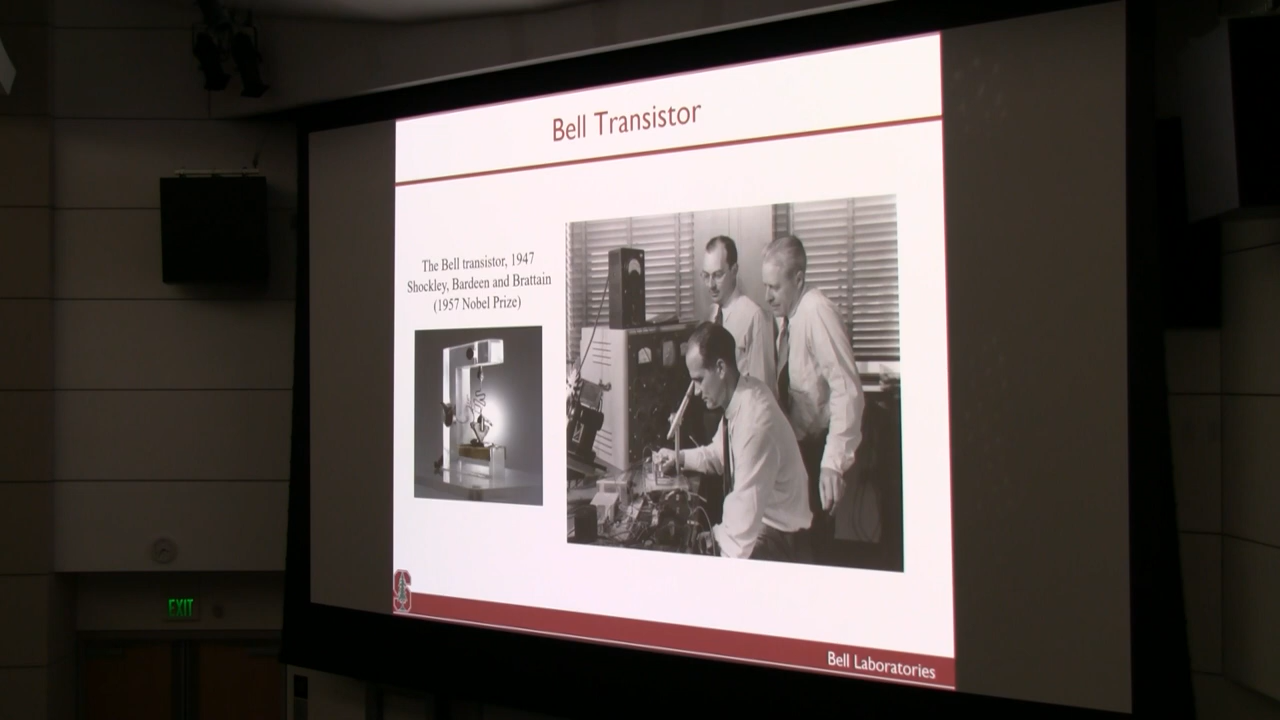 Bell Transistor
The Bell transistor, 1947
Shockley, Bardeen and Brattain
(1957 Nobel Prize)
EXIT
Bell Laboratories